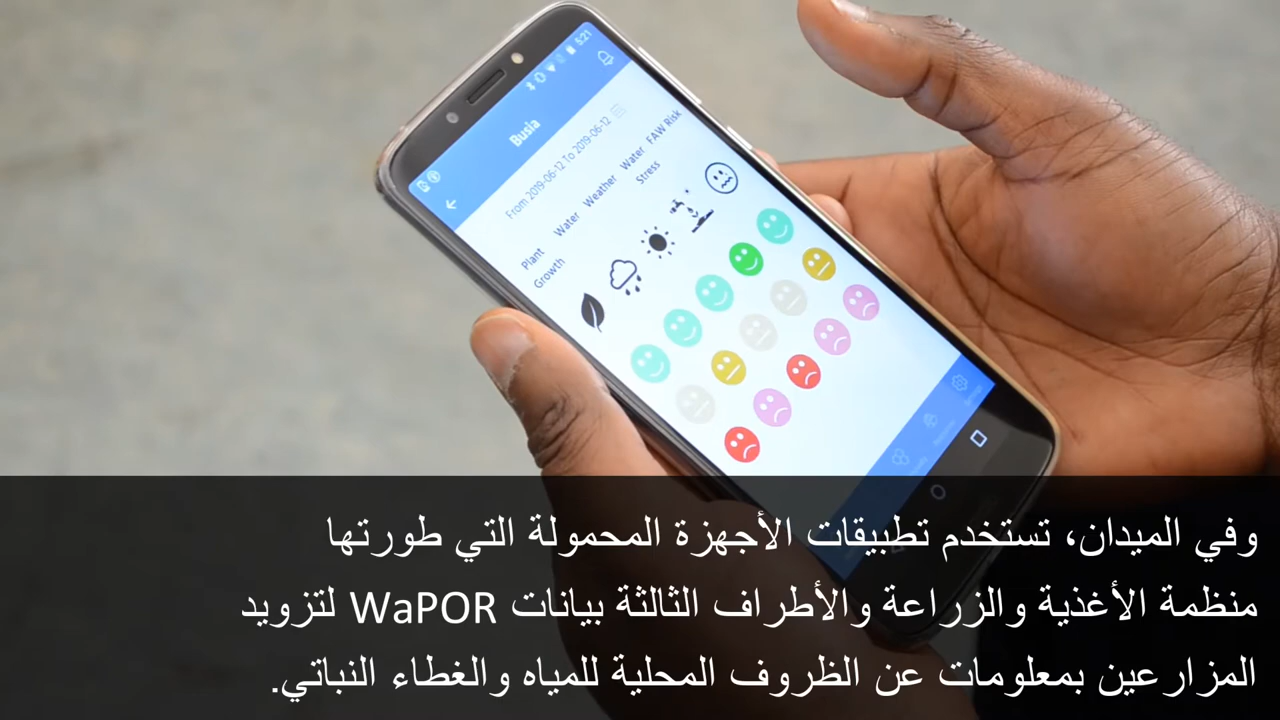 5:21
Busia
From 2019-06-12 To 2019-06-12
Plant Growth
Water
Weather
Water Stress
FAW Risk
وفي الميدان، تستخدم تطبيقات الأجهزة المحمولة التي طورتها
منظمة الأغذية والزراعة والأطراف الثالثة بيانات WaPOR لتزويد
المزارعين بمعلومات عن الظروف المحلية للمياه والغطاء النباتي.